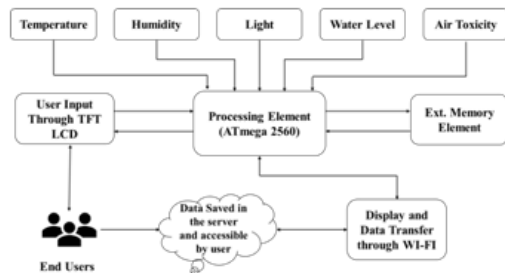 Temperature
Humidity
Light
Water Level
Air Toxicity
User Input
Through TFT
LCD
Processing Element
(ATmega 2560)
Ext. Memory
Element
Data Saved in
the server
and accessible
by user
Display and
Data Transfer
through WI-FI
End Users